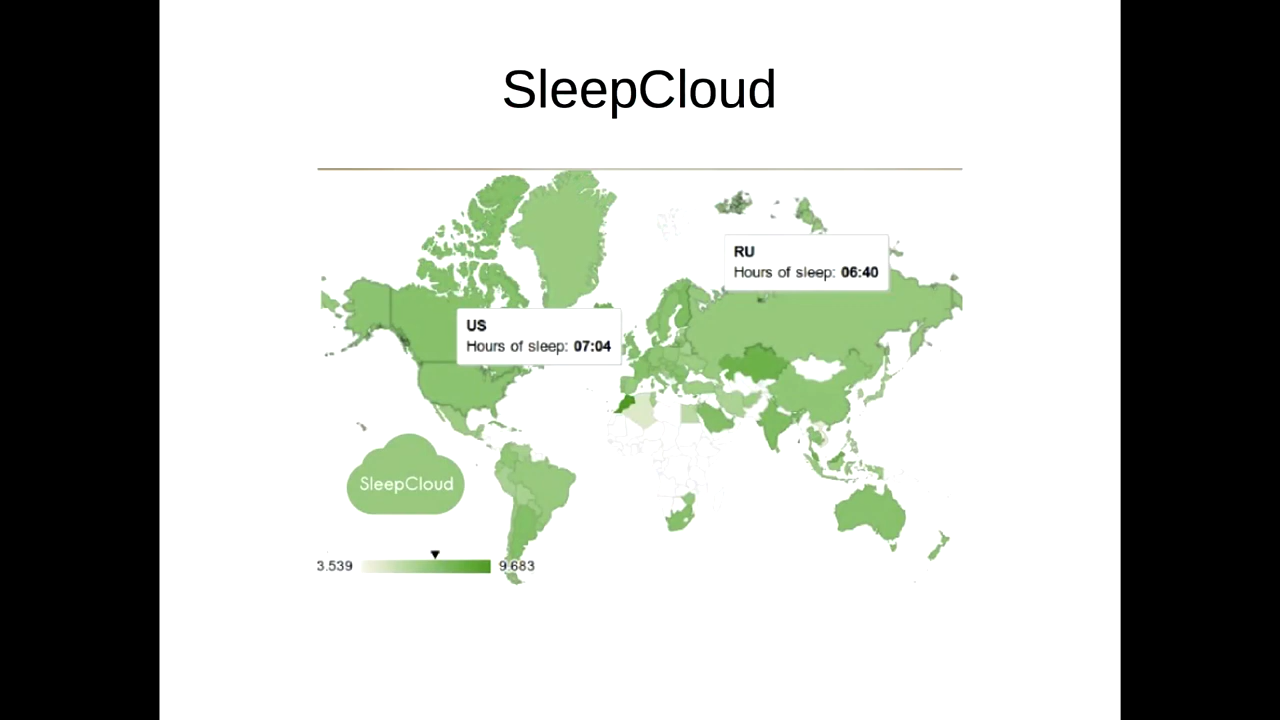 SleepCloud
RU
Hours of sleep: 06:40
US
Hours of sleep: 07:04
SleepCloud
3.539
9.683